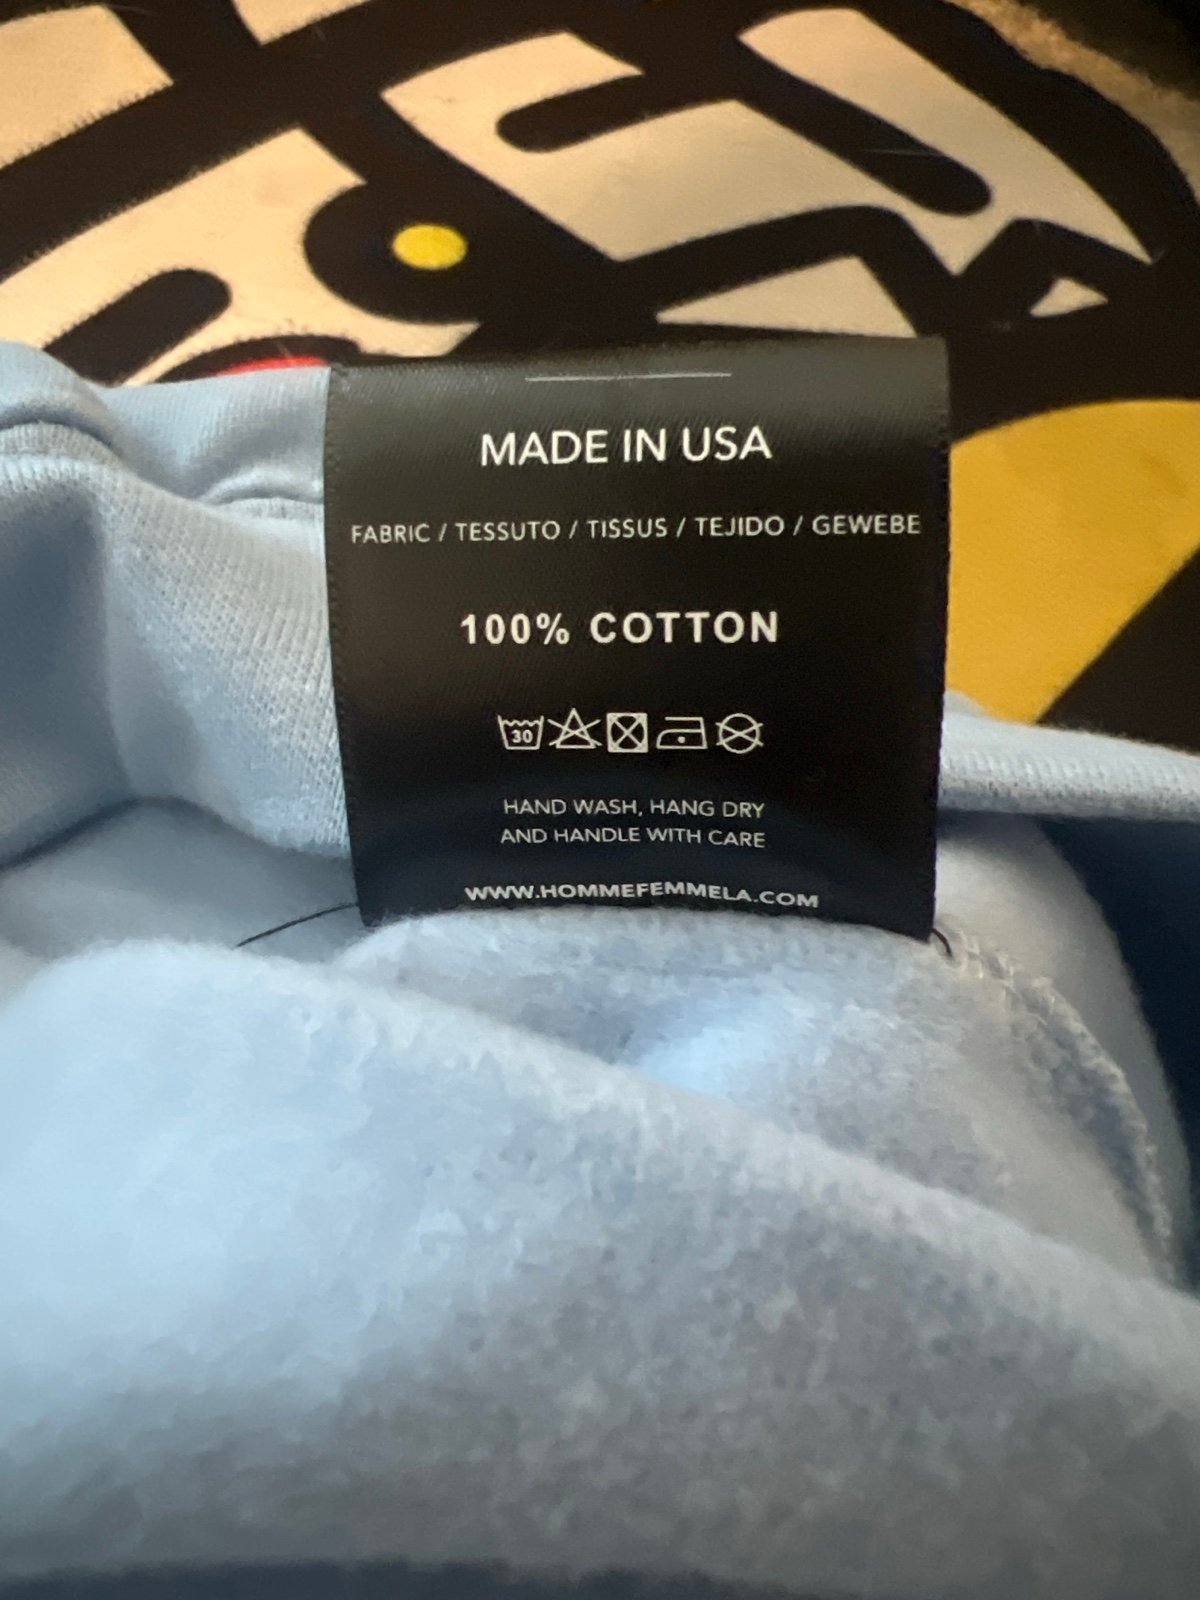 MADE IN USA
FABRIC / TESSUTO / TISSUS / TEJIDO / GEWEBE
100% COTTON
30
HAND WASH, HANG DRY
AND HANDLE WITH CARE
WWW.HOMMEFEMMELA.COM